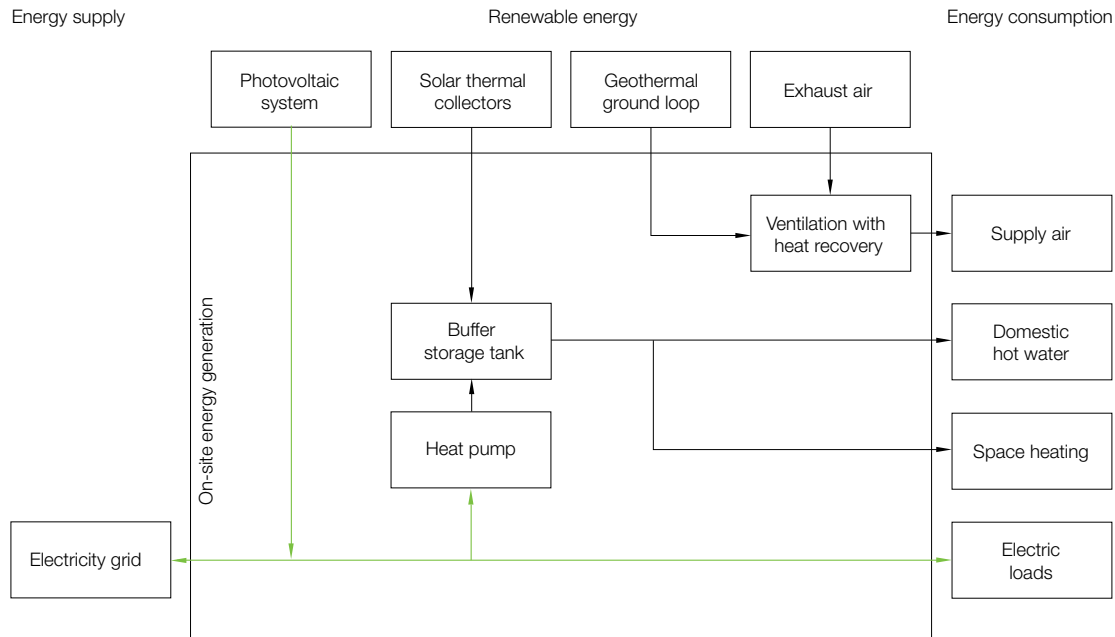 Energy supply
Renewable energy
Energy consumption
Photovoltaic
system
Solar thermal
collectors
Geothermal
ground loop
Exhaust air
Ventilation with
heat recovery
Supply air
On-site energy generation
Buffer
storage tank
Domestic
hot water
Heat pump
Space heating
Electricity grid
Electric
loads